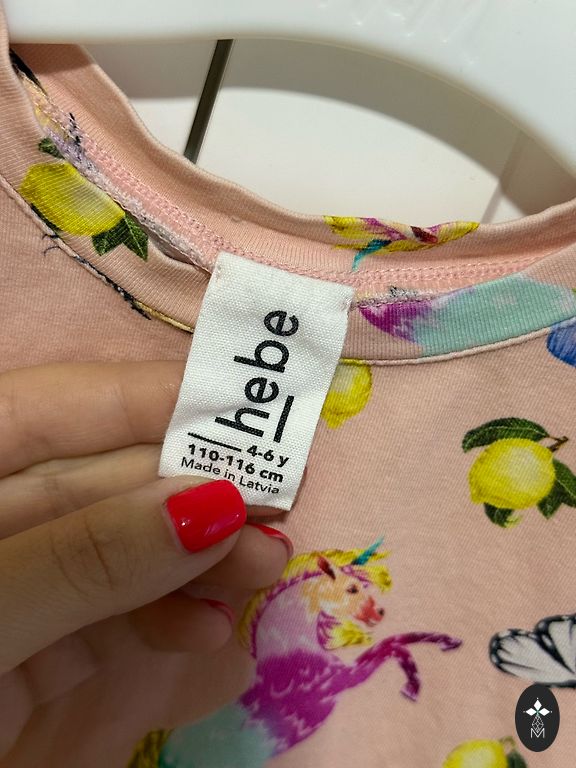 hebe
4-6 y
110-116 cm
Made in Latvia
M